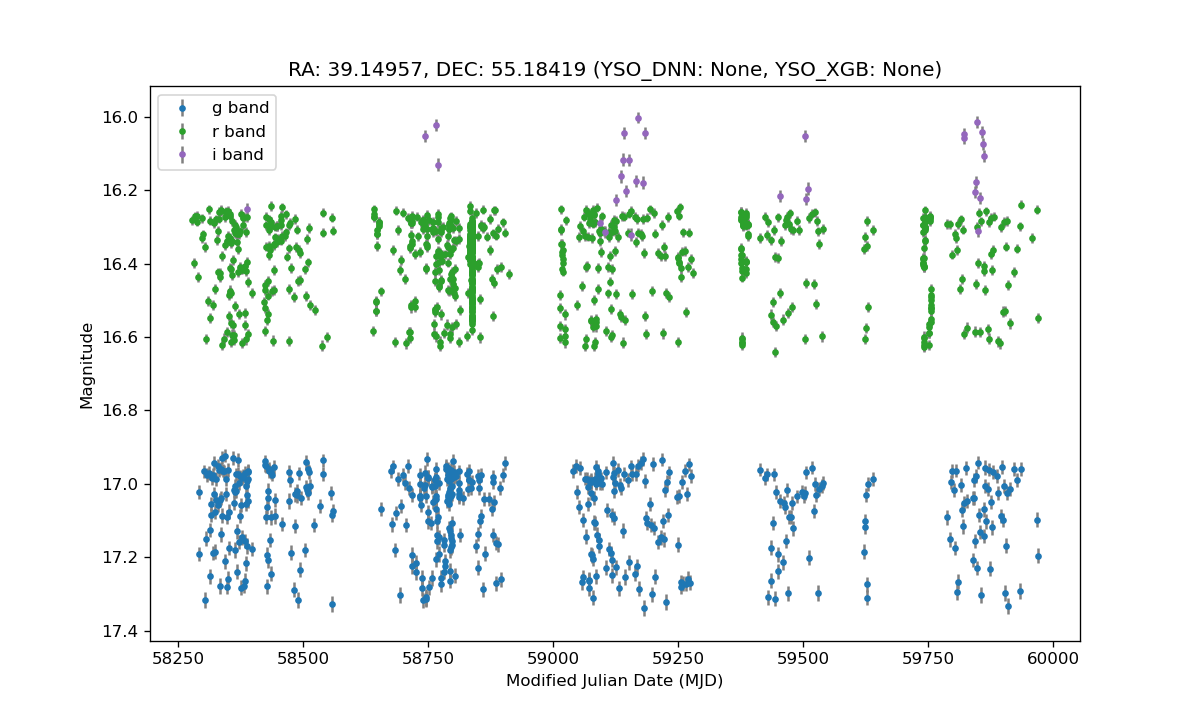 RA: 39.14957, DEC: 55.18419 (YSO_DNN: None, YSO_XGB: None)
g band
r band
i band
16.0
16.2
16.4
16.6
16.8
17.0
17.2
17.4
Magnitude
58250 58500 58750 59000 59250 59500 59750 60000
Modified Julian Date (MJD)